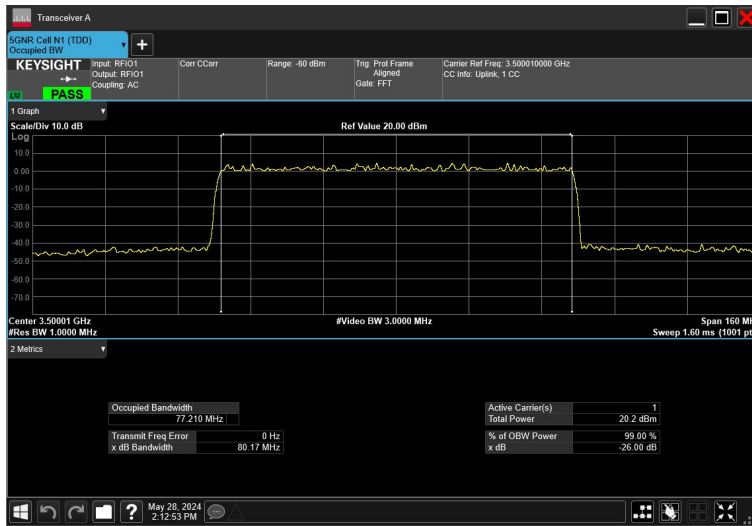 Transceiver A
5GNR Cell N1 (TDD)
Occupied BW
KEYSIGHT
LXI
PASS
Input: RFIO1
Output: RFIO1
Coupling: AC
Corr CCorr
Range: -60 dBm
Trig: Prot Frame
Aligned
Gate: FFT
Carrier Ref Freq: 3.500010000 GHz
CC Info: Uplink, 1 CC
1 Graph
Scale/Div 10.0 dB
Ref Value 20.00 dBm
Log
10.0
0.00
-10.0
-20.0
-30.0
-40.0
-50.0
-60.0
-70.0
Center 3.50001 GHz
#Video BW 3.0000 MHz
Span 160 MH
#Res BW 1.0000 MHz
Sweep 1.60 ms (1001 pt
2 Metrics
Occupied Bandwidth
77.210 MHz
Transmit Freq Error 0 Hz
x dB Bandwidth 80.17 MHz
Active Carrier(s) 1
Total Power 20.2 dBm
% of OBW Power 99.00 %
x dB -26.00 dB
?
May 28, 2024
2:12:53 PM